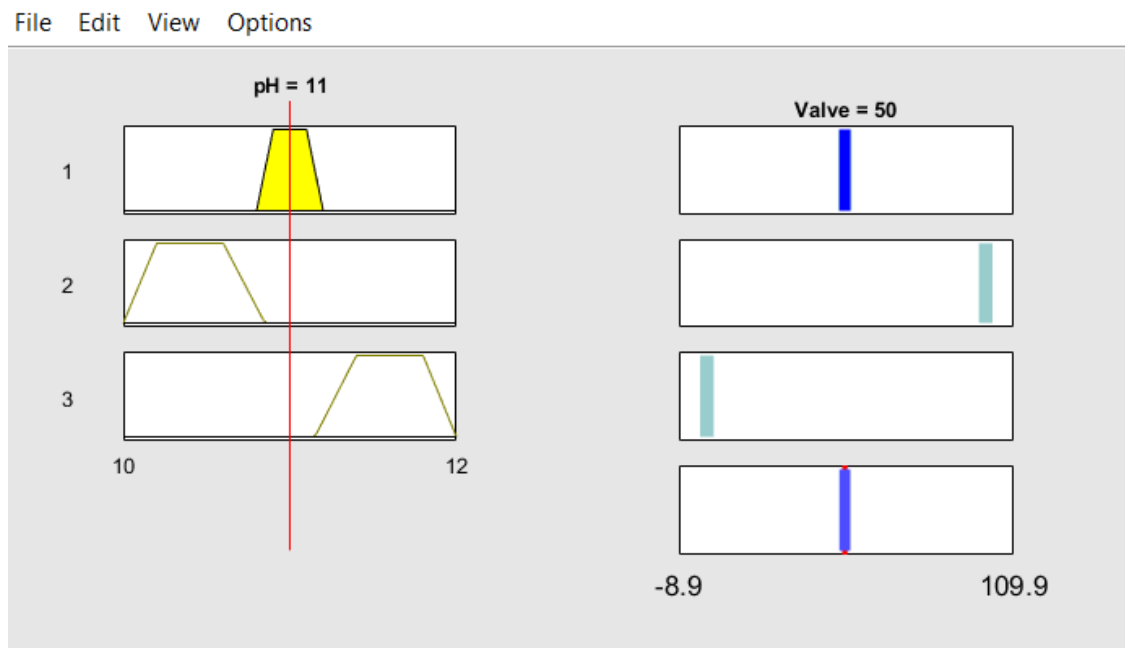 File Edit View Options
pH = 11
Valve = 50
1
2
3
10 12
-8.9 109.9